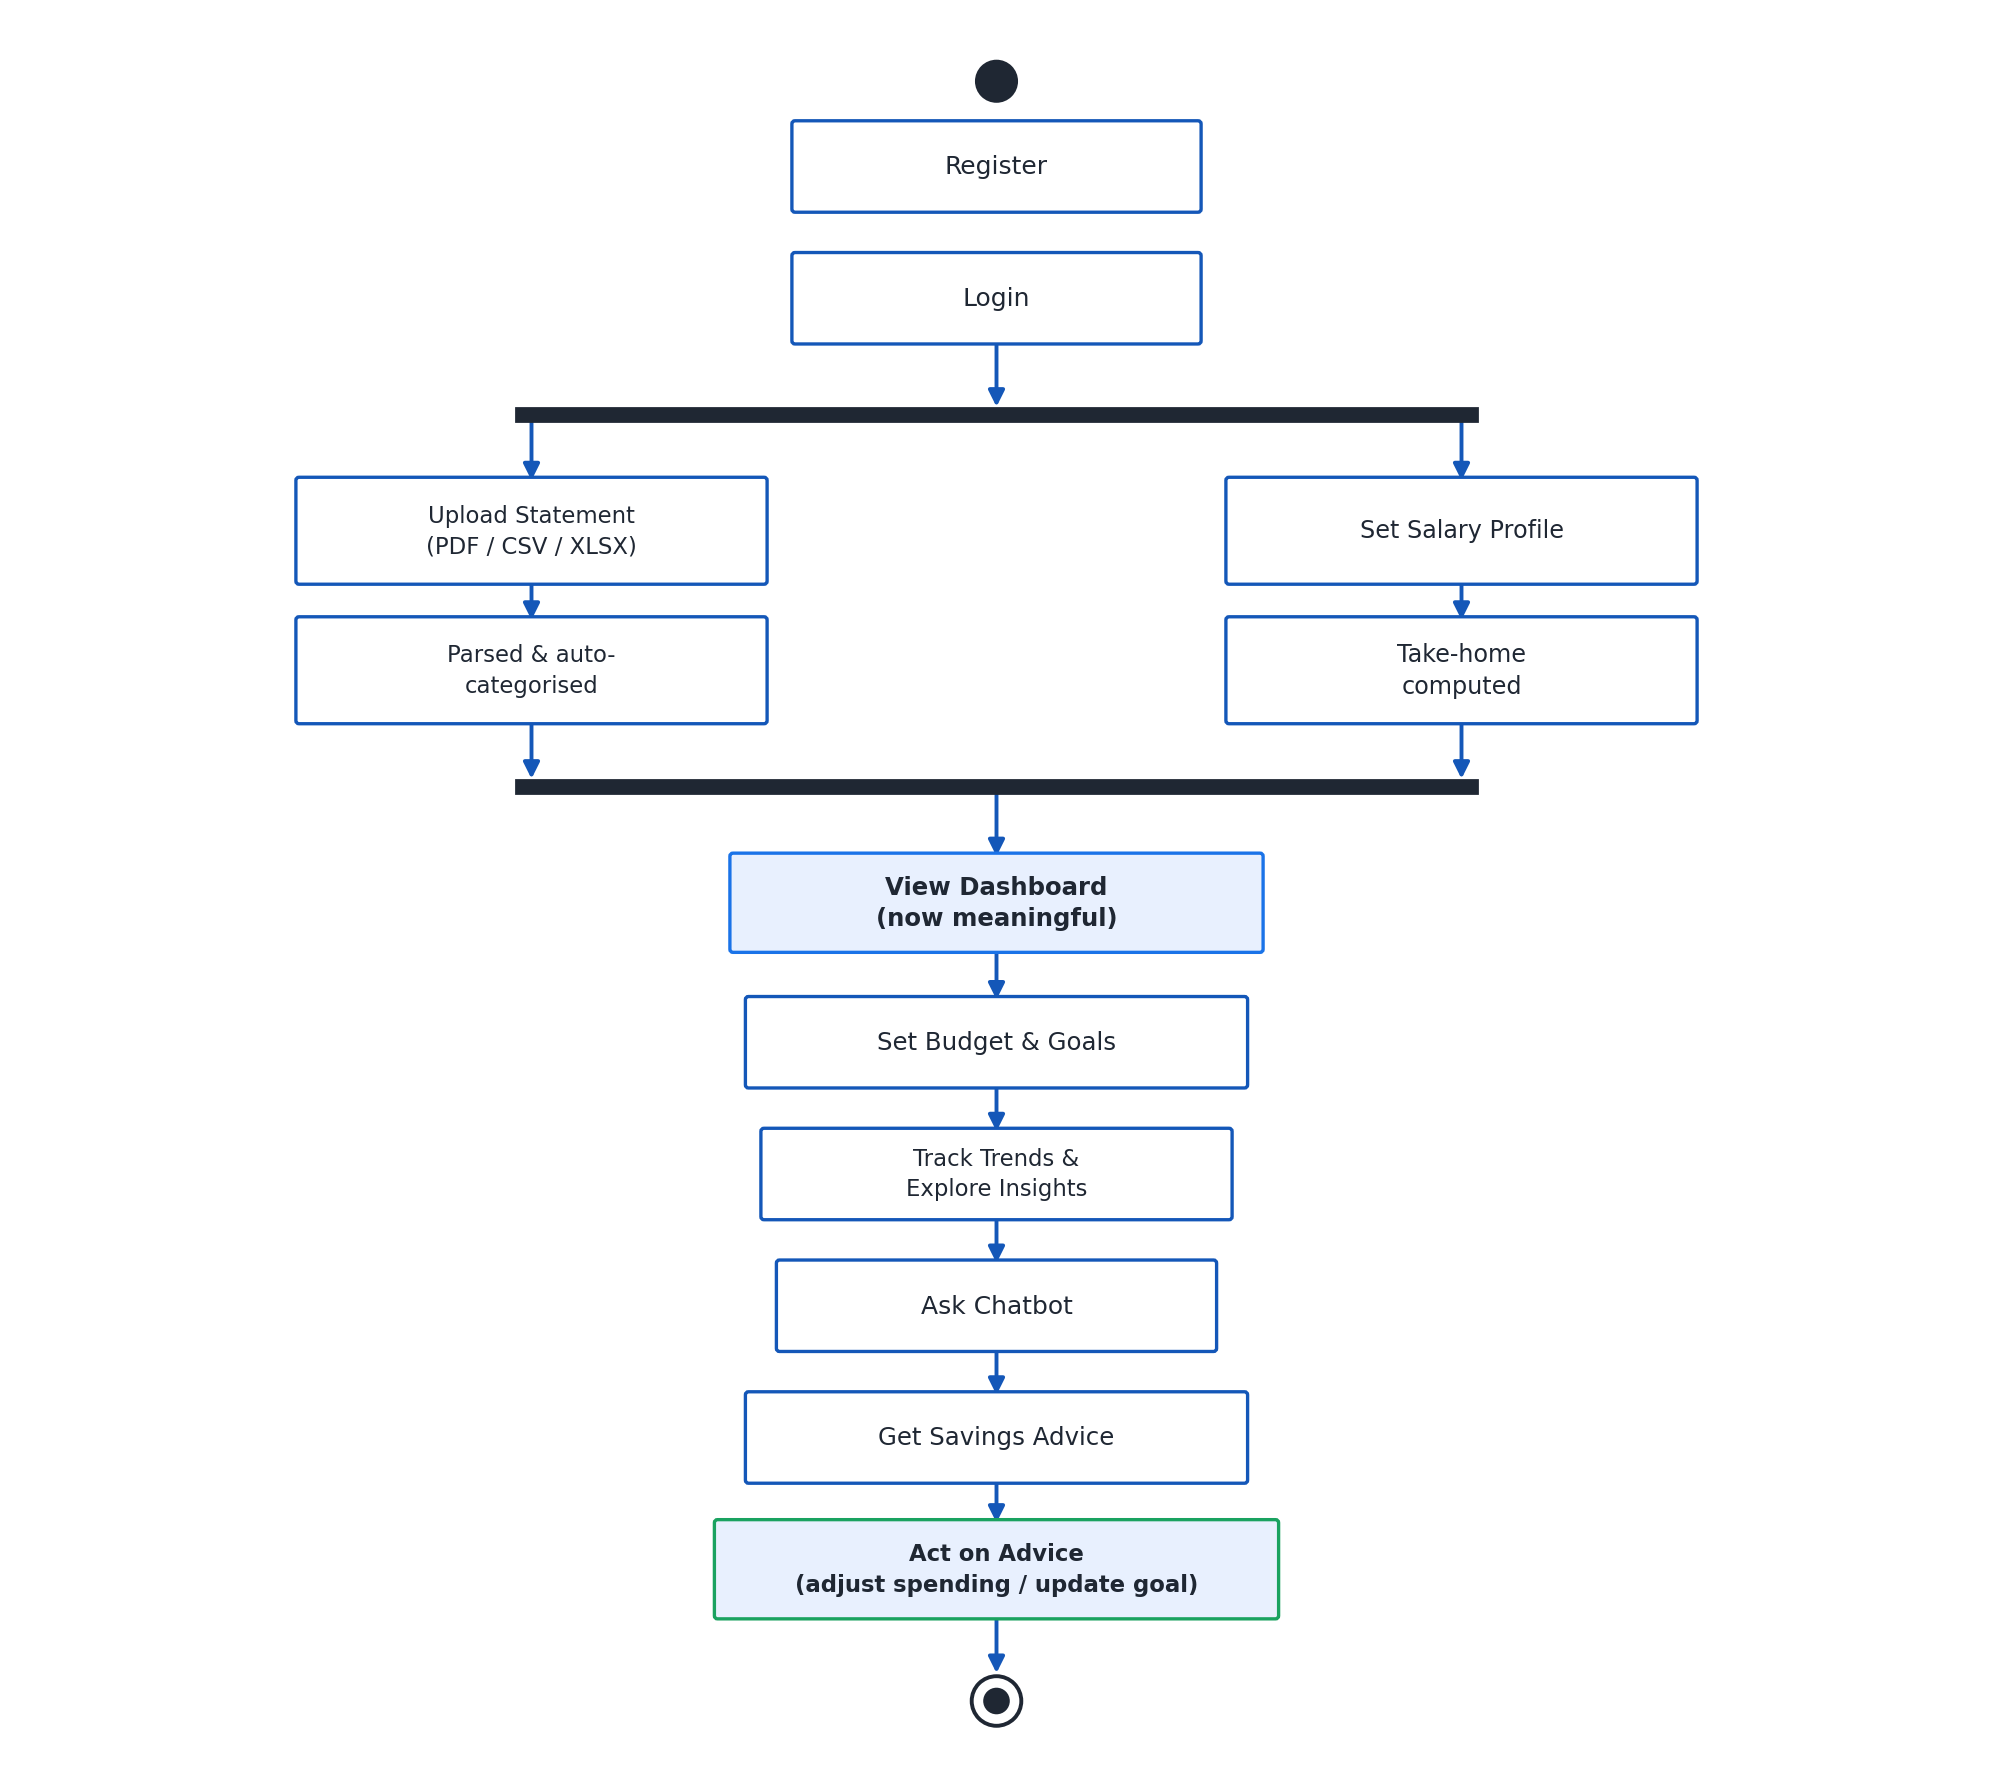 Register
Login
Upload Statement
(PDF / CSV / XLSX)
Set Salary Profile
Parsed & auto-
categorised
Take-home
computed
View Dashboard
(now meaningful)
Set Budget & Goals
Track Trends &
Explore Insights
Ask Chatbot
Get Savings Advice
Act on Advice
(adjust spending / update goal)